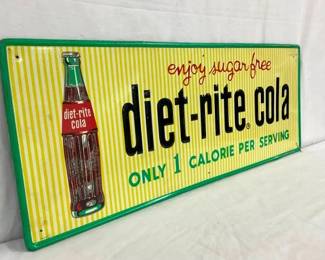 enjoy sugar free
diet-rite® cola
ONLY 1 CALORIE PER SERVING
diet-rite
cola